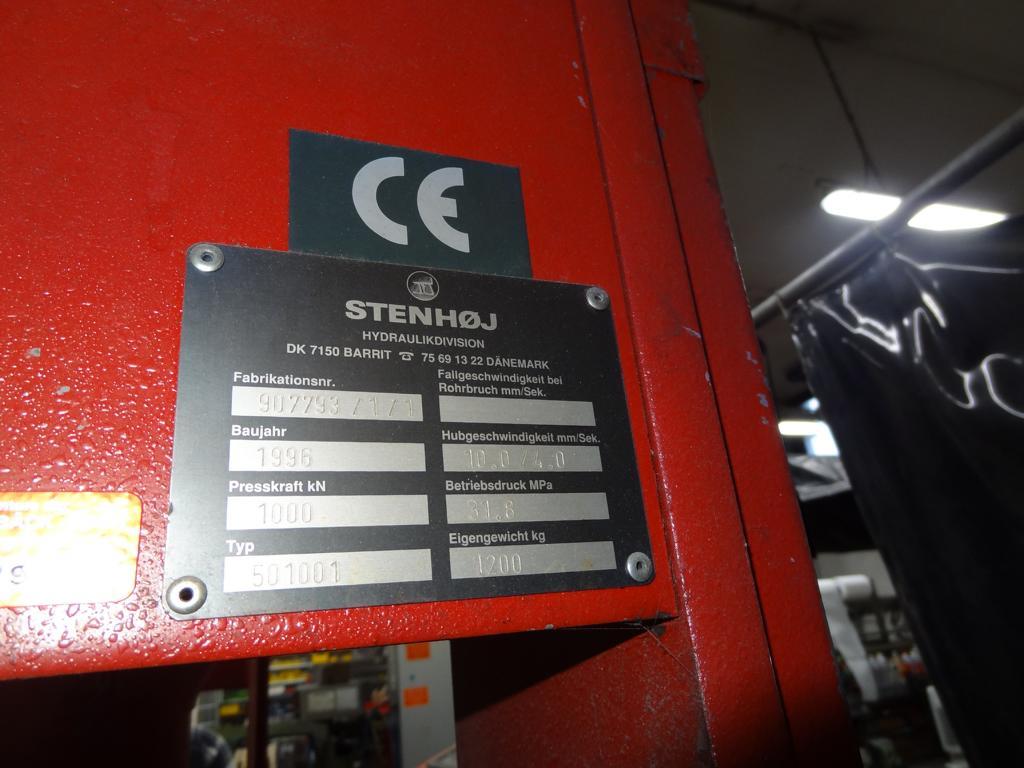 CE
STENHØJ
HYDRAULIKDIVISION
DK 7150 BARRIT ☎ 75 69 13 22 DÄNEMARK
Fabrikationsnr.
907793 /1/1
Baujahr
1996
Presskraft kN
1000
Typ
501001
Fallgeschwindigkeit bei
Rohrbruch mm/Sek.
Hubgeschwindigkeit mm/Sek.
10.0/4.0
Betriebsdruck MPa
31.8
Eigengewicht kg
1200